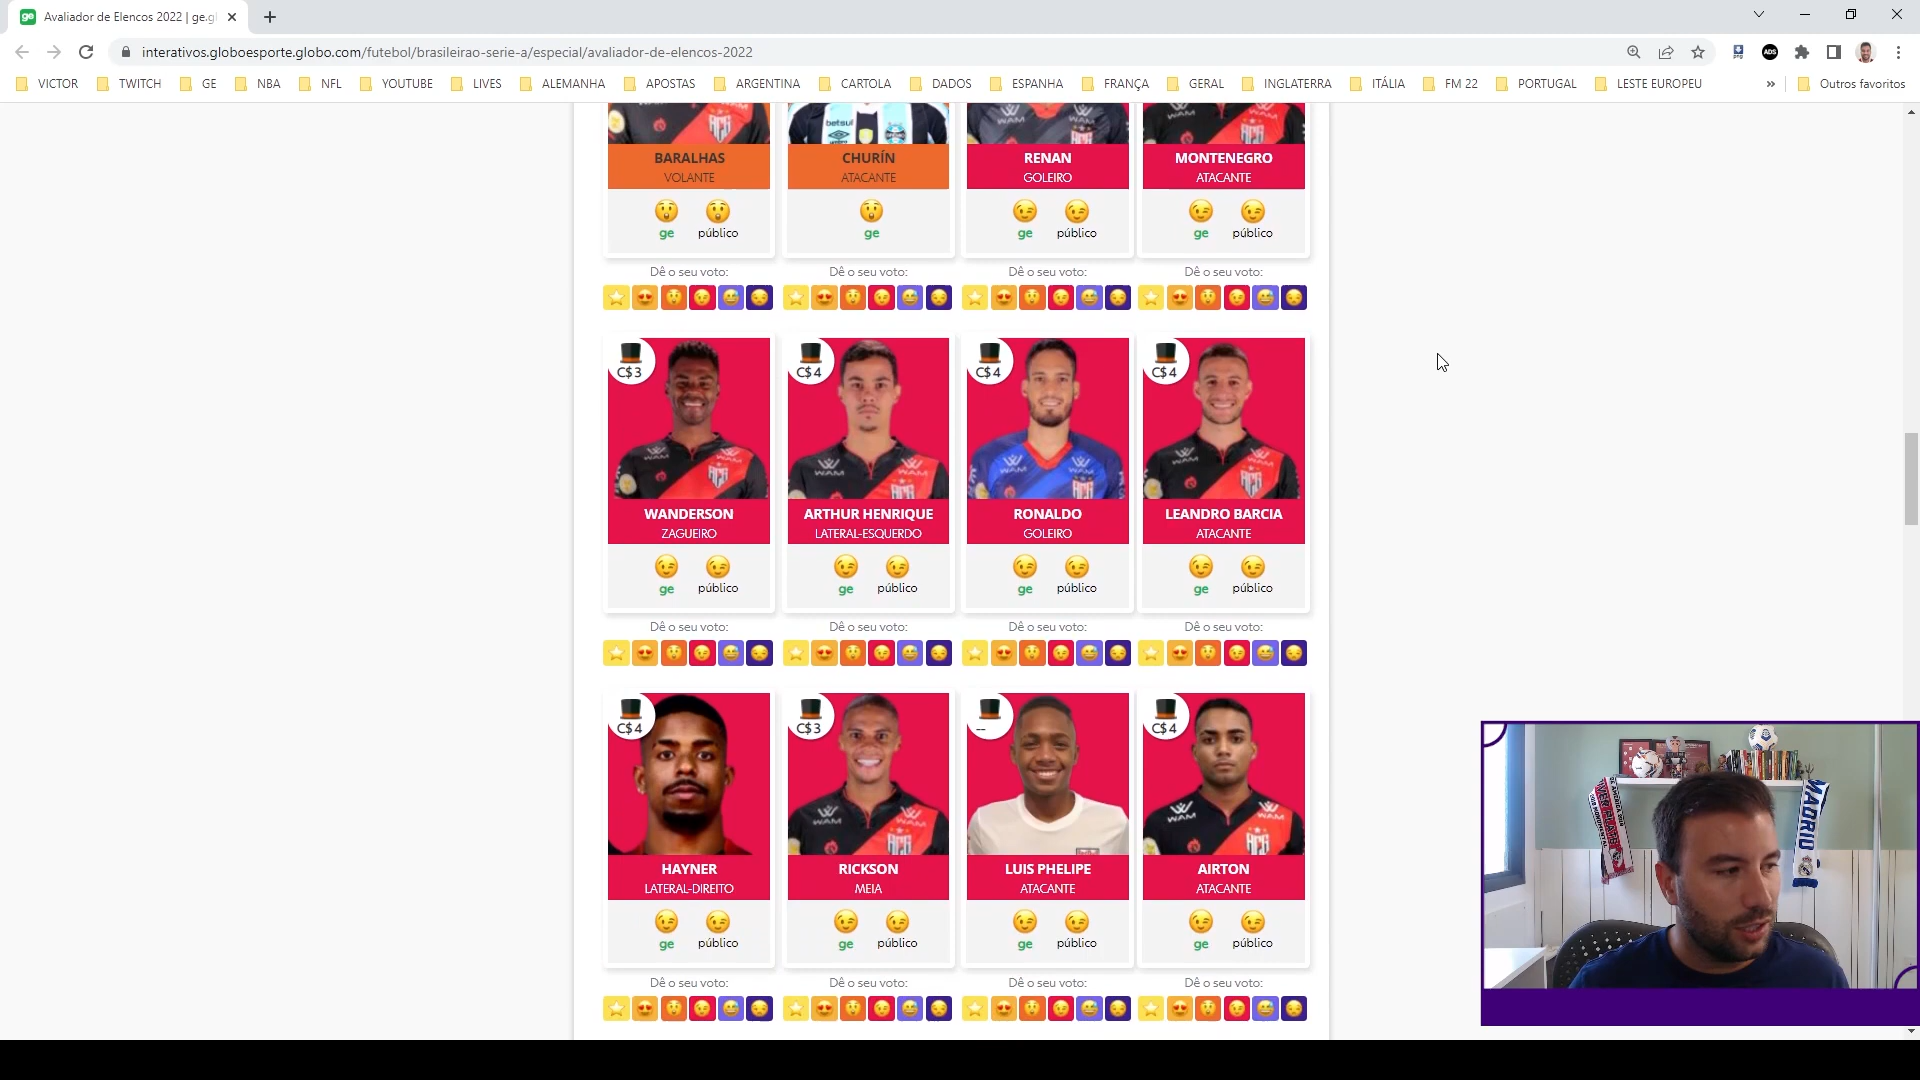 Avaliador de Elencos 2022 | ge.gl
interativos.globoesporte.globo.com/futebol/brasileirao-serie-a/especial/avaliador-de-elencos-2022
VICTOR TWITCH GE NBA NFL YOUTUBE LIVES ALEMANHA APOSTAS ARGENTINA CARTOLA DADOS ESPANHA FRANÇA GERAL INGLATERRA ITÁLIA FM 22 PORTUGAL LESTE EUROPEU » Outros favoritos
BARALHAS CHURÍN RENAN MONTENEGRO
VOLANTE ATACANTE GOLEIRO ATACANTE
ge público ge ge público ge público
Dê o seu voto: Dê o seu voto: Dê o seu voto: Dê o seu voto:
C$ 3 C$ 4 C$ 4 C$ 4
WANDERSON ARTHUR HENRIQUE RONALDO LEANDRO BARCIA
ZAGUEIRO LATERAL-ESQUERDO GOLEIRO ATACANTE
ge público ge público ge público ge público
Dê o seu voto: Dê o seu voto: Dê o seu voto: Dê o seu voto:
C$ 4 C$ 3 -- C$ 4
HAYNER RICKSON LUIS PHELIPE AIRTON
LATERAL-DIREITO MEIA ATACANTE ATACANTE
ge público ge público ge público ge público
Dê o seu voto: Dê o seu voto: Dê o seu voto: Dê o seu voto:
MADRID